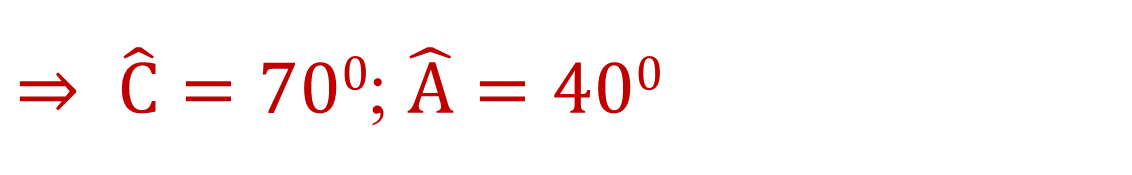 ⇒ Ĉ = 70⁰; Â = 40⁰